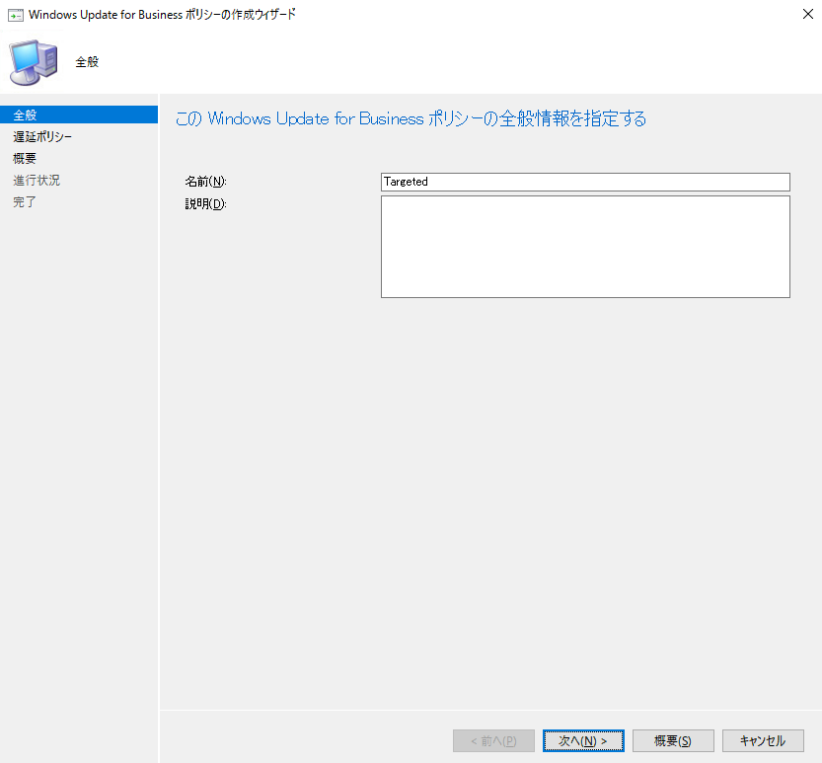 Windows Update for Business ポリシーの作成ウィザード
全般
全般
遅延ポリシー
概要
進行状況
完了
この Windows Update for Business ポリシーの全般情報を指定する
名前(N):
Targeted
説明(D):
< 前へ(P)
次へ(N) >
概要(S)
キャンセル